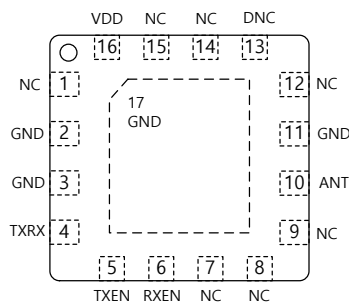 VDD NC NC DNC
16 15 14 13
NC 1 12 NC
17
GND
GND 2 11 GND
GND 3 10 ANT
TXRX 4 9 NC
5 6 7 8
TXEN RXEN NC NC